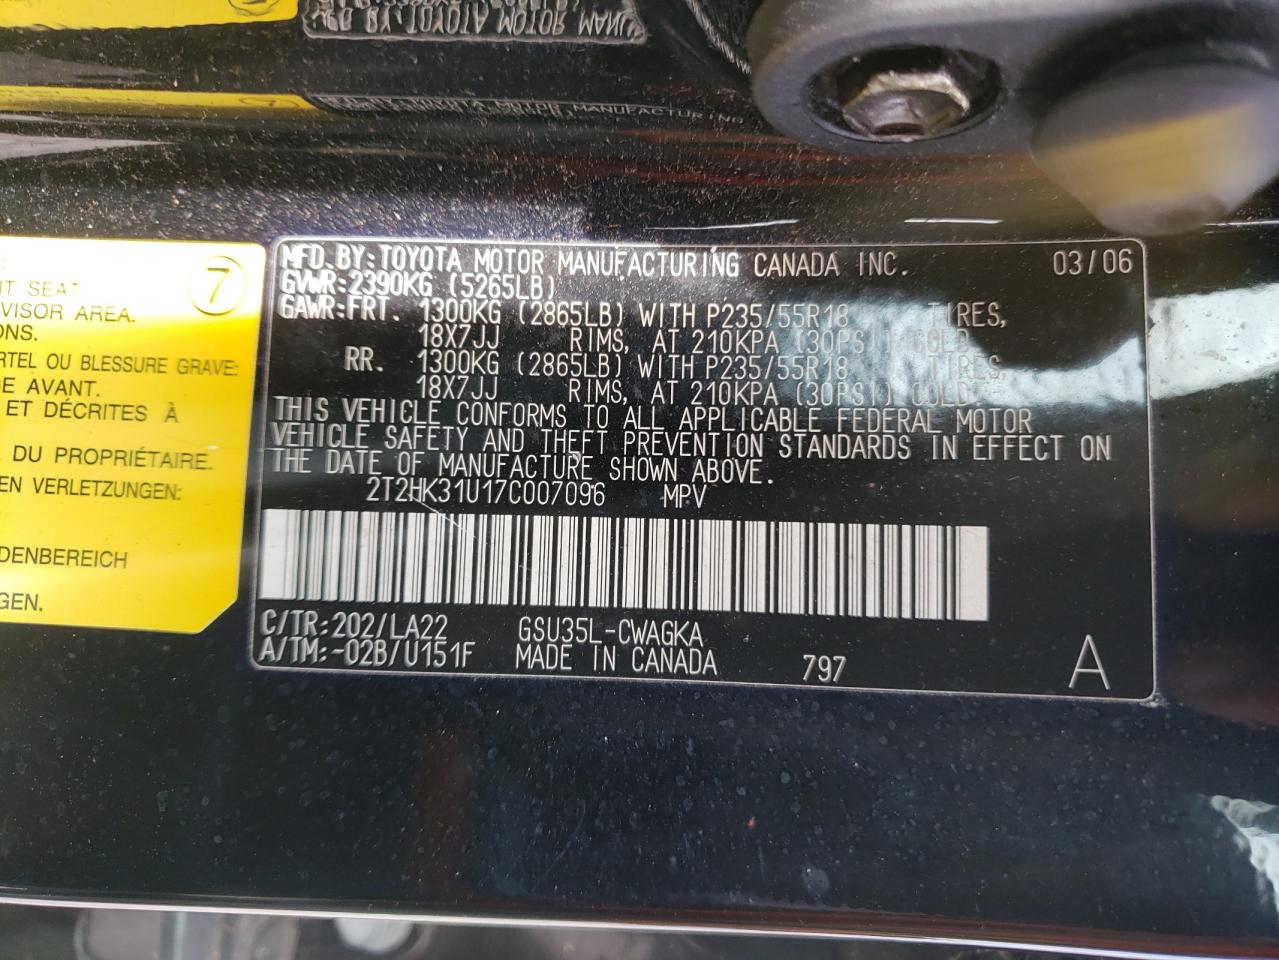 MFD. BY: TOYOTA MOTOR MANUFACTURING CANADA INC. 03/06
GVWR: 2390KG (5265LB)
GAWR: FRT. 1300KG (2865LB) WITH P235/55R18 TIRES,
18X7JJ RIMS, AT 210KPA (30PSI) COLD.
RR. 1300KG (2865LB) WITH P235/55R18 TIRES,
18X7JJ RIMS, AT 210KPA (30PSI) COLD.
THIS VEHICLE CONFORMS TO ALL APPLICABLE FEDERAL MOTOR
VEHICLE SAFETY AND THEFT PREVENTION STANDARDS IN EFFECT ON
THE DATE OF MANUFACTURE SHOWN ABOVE.
2T2HK31U17C007096 MPV
C/TR: 202/LA22 GSU35L-CWAGKA
A/TM: -02B/U151F MADE IN CANADA 797 A
7
SEAT
VISOR AREA.
ONS.
RTEL OU BLESSURE GRAVE:
DE AVANT.
ET DÉCRITES À
DU PROPRIÉTAIRE.
EN VERLETZUNGEN:
DENBEREICH
GEN.